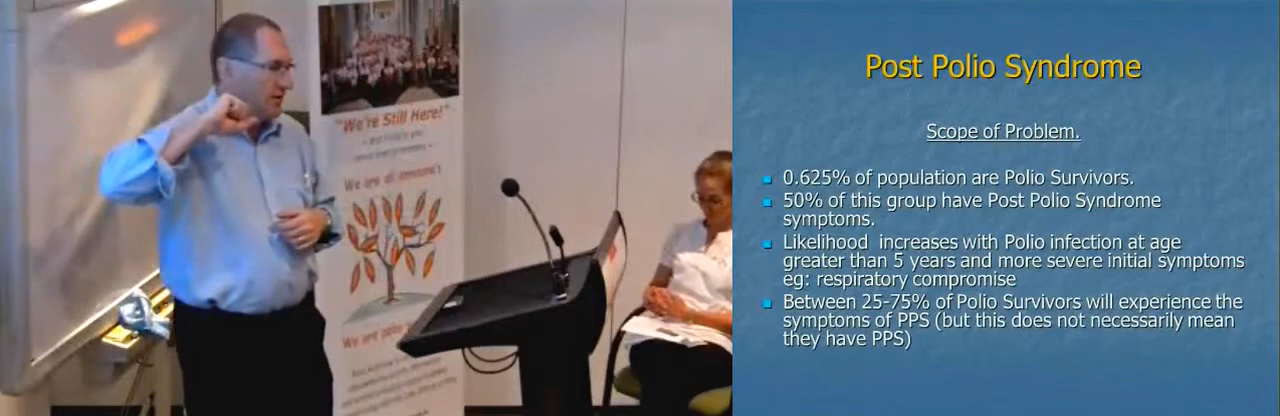 "We're Still Here!"
We are all someone's
Post Polio Syndrome
Scope of Problem.
0.625% of population are Polio Survivors.
50% of this group have Post Polio Syndrome
symptoms.
Likelihood increases with Polio infection at age
greater than 5 years and more severe initial symptoms
eg: respiratory compromise
Between 25-75% of Polio Survivors will experience the
symptoms of PPS (but this does not necessarily mean
they have PPS)